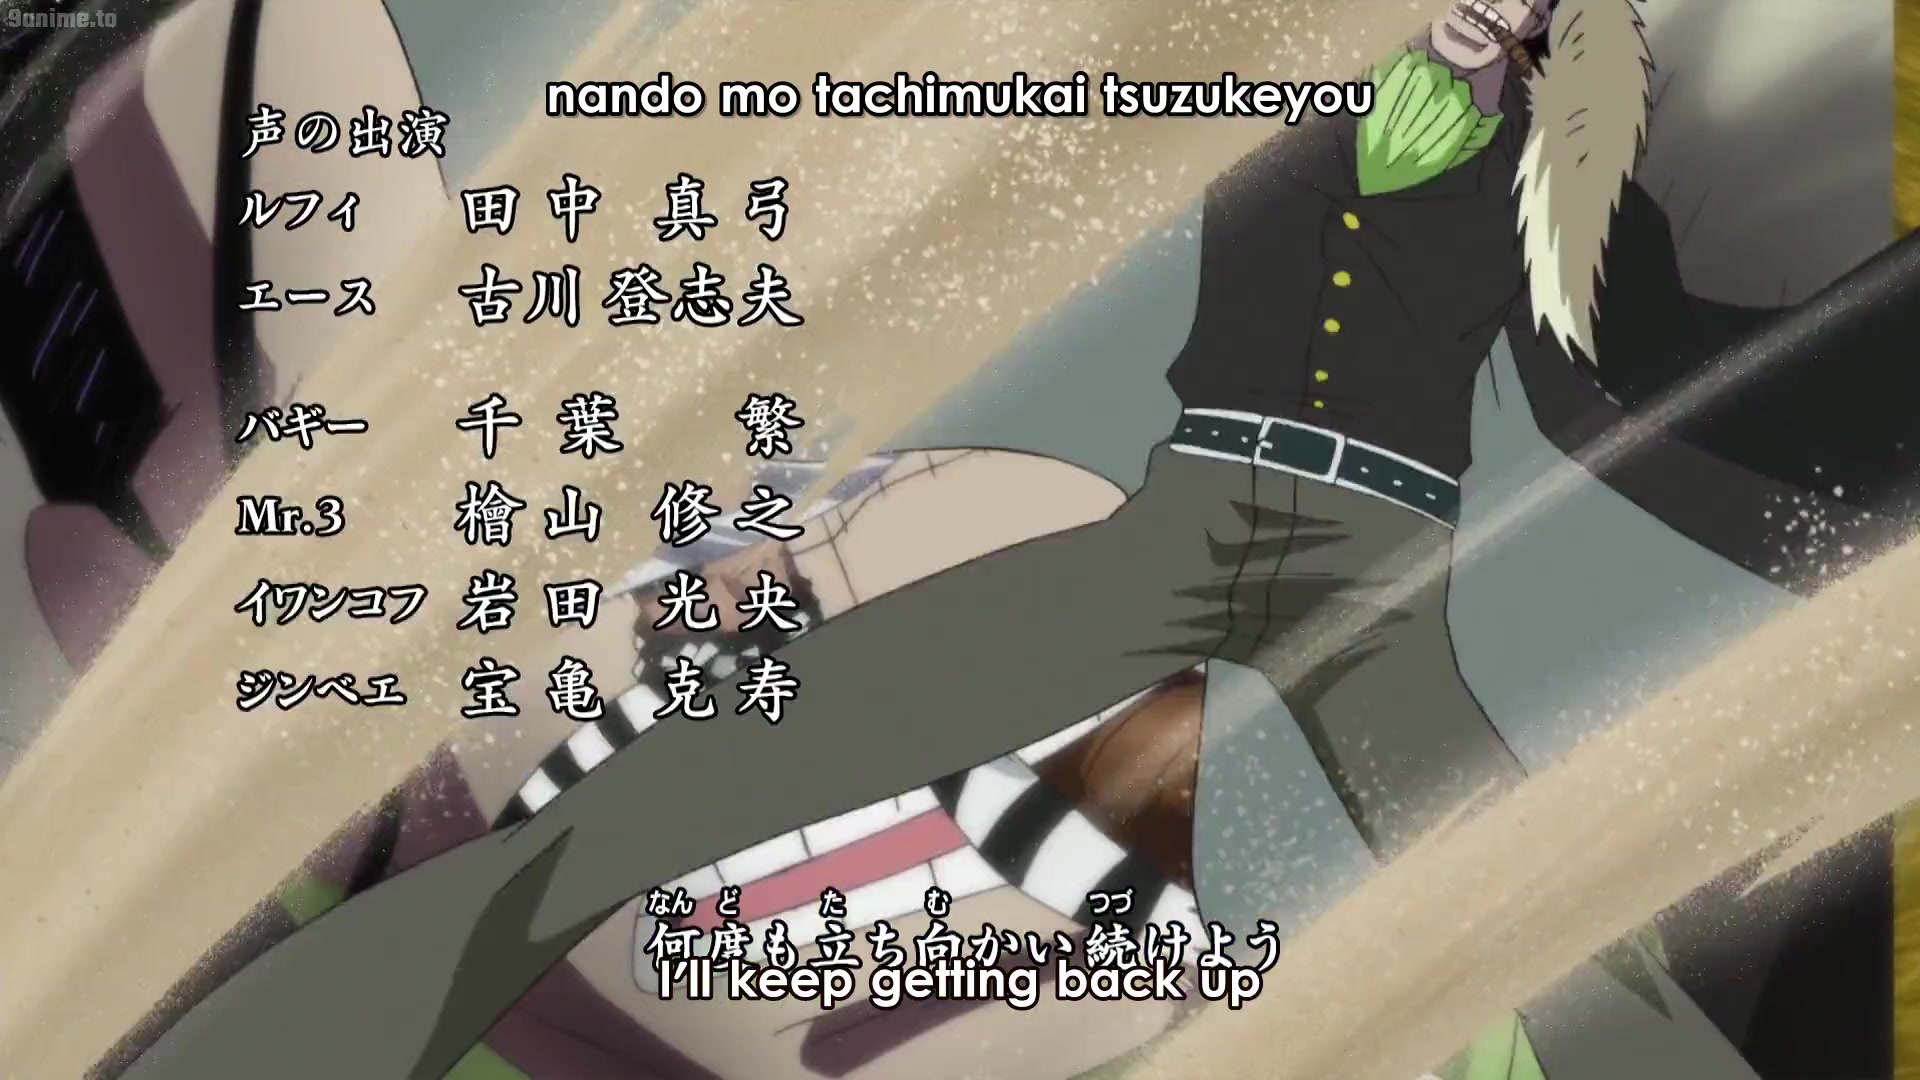 9anime.to
nando mo tachimukai tsuzukeyou
声の出演
ルフィ 田中 真弓
エース 古川 登志夫
バギー 千葉 繁
Mr.3 檜山 修之
イワンコフ 岩田 光央
ジンベエ 宝亀 克寿
なん ど た む つづ
何度も立ち向かい続けよう
I'll keep getting back up